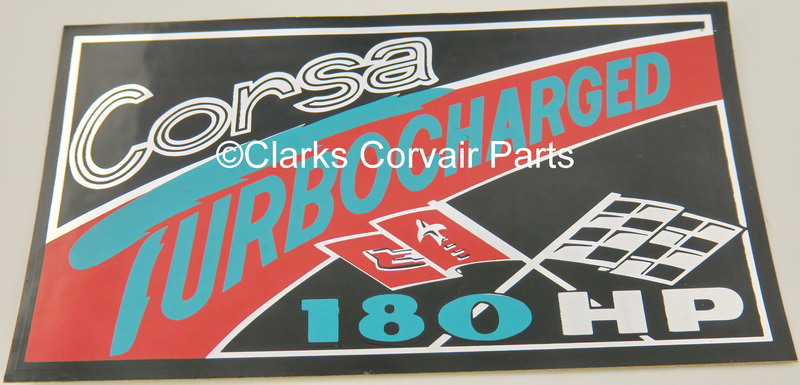 Corsa
TURBOCHARGED
©Clarks Corvair Parts
180 HP